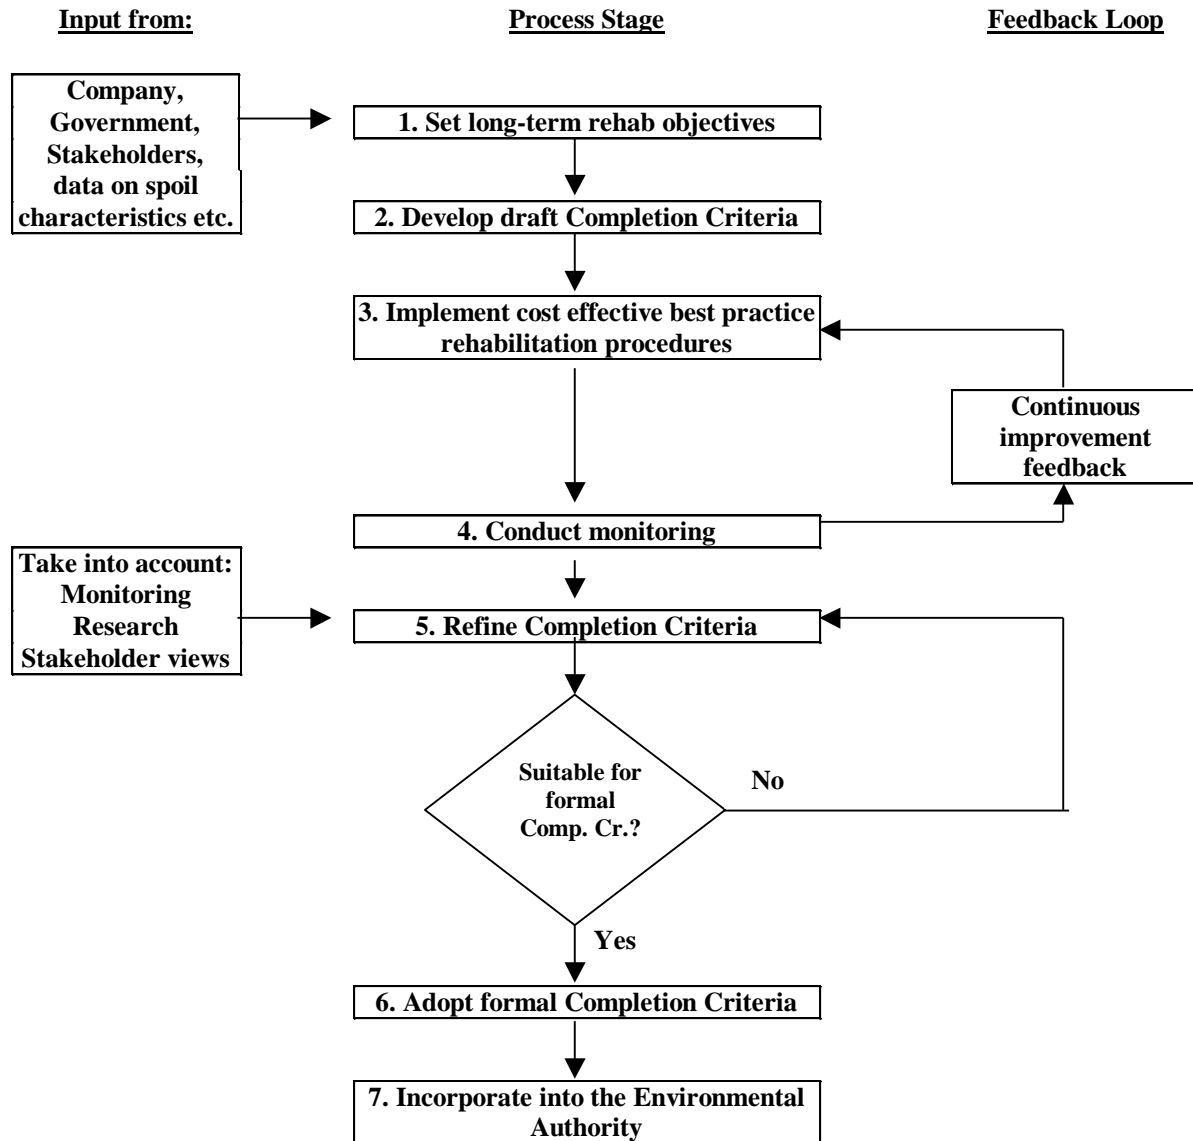 Input from:
Process Stage
Feedback Loop
Company,
Government,
Stakeholders,
data on spoil
characteristics etc.
1. Set long-term rehab objectives
2. Develop draft Completion Criteria
3. Implement cost effective best practice
rehabilitation procedures
Continuous
improvement
feedback
4. Conduct monitoring
Take into account:
Monitoring
Research
Stakeholder views
5. Refine Completion Criteria
Suitable for
formal
Comp. Cr.?
No
Yes
6. Adopt formal Completion Criteria
7. Incorporate into the Environmental
Authority